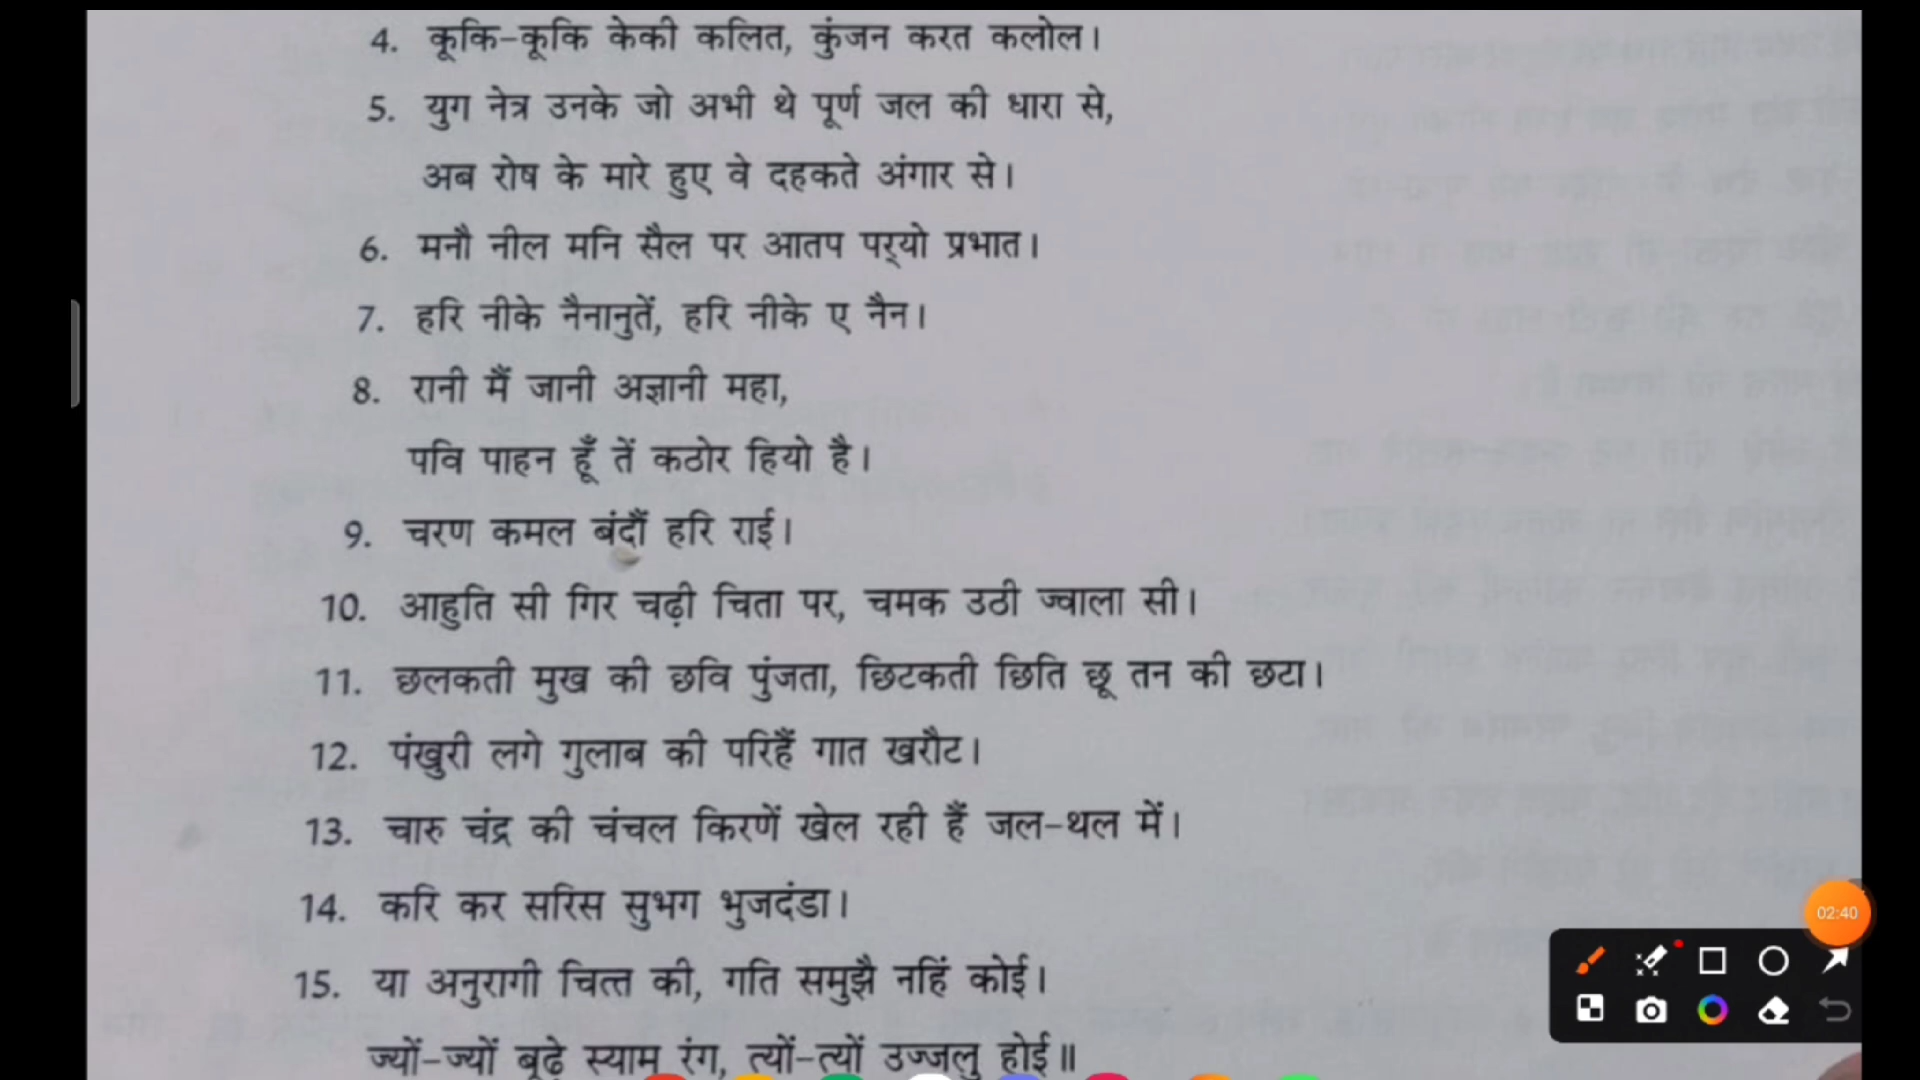 4. कूकि-कूकि केकी कलित, कुंजन करत कलोल।
5. युग नेत्र उनके जो अभी थे पूर्ण जल की धारा से,
अब रोष के मारे हुए वे दहकते अंगार से।
6. मनौ नील मनि सैल पर आतप पर्‌यो प्रभात।
7. हरि नीके नैनानुतें, हरि नीके ए नैन।
8. रानी मैं जानी अज्ञानी महा,
पवि पाहन हूँ तें कठोर हियो है।
9. चरण कमल बंदौं हरि राई।
10. आहुति सी गिर चढ़ी चिता पर, चमक उठी ज्वाला सी।
11. छलकती मुख की छवि पुंजता, छिटकती छिति छू तन की छटा।
12. पंखुरी लगे गुलाब की परिहैं गात खरौट।
13. चारु चंद्र की चंचल किरणें खेल रही हैं जल-थल में।
14. करि कर सरिस सुभग भुजदंडा।
15. या अनुरागी चित्त की, गति समुझै नहिं कोई।
ज्यों-ज्यों बूढ़े स्याम रंग, त्यों-त्यों उज्जलु होई॥
02:40